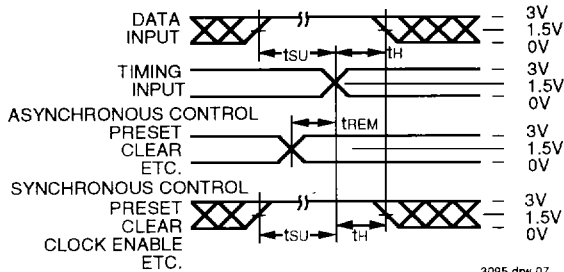 DATA
INPUT
3V
1.5V
0V
tSU
tH
TIMING
INPUT
3V
1.5V
0V
ASYNCHRONOUS CONTROL
PRESET
CLEAR
ETC.
tREM
3V
1.5V
0V
SYNCHRONOUS CONTROL
PRESET
CLEAR
CLOCK ENABLE
ETC.
tSU
tH
3V
1.5V
0V
3095 drw 07